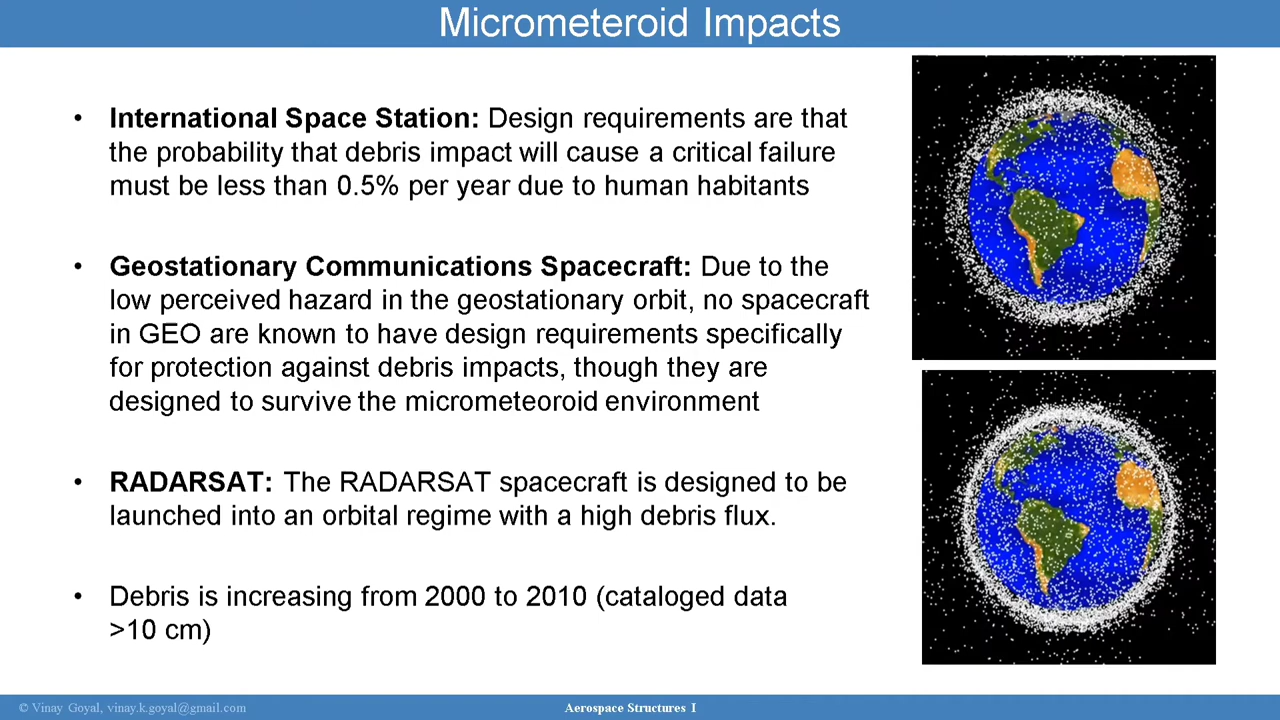 Micrometeroid Impacts
• International Space Station: Design requirements are that
the probability that debris impact will cause a critical failure
must be less than 0.5% per year due to human habitants
• Geostationary Communications Spacecraft: Due to the
low perceived hazard in the geostationary orbit, no spacecraft
in GEO are known to have design requirements specifically
for protection against debris impacts, though they are
designed to survive the micrometeoroid environment
• RADARSAT: The RADARSAT spacecraft is designed to be
launched into an orbital regime with a high debris flux.
• Debris is increasing from 2000 to 2010 (cataloged data
>10 cm)
© Vinay Goyal, vinay.k.goyal@gmail.com
Aerospace Structures I